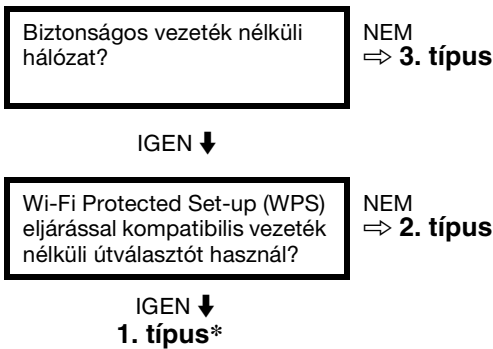 Biztonságos vezeték nélküli
hálózat?
NEM
⇨ 3. típus
IGEN ⬇
Wi-Fi Protected Set-up (WPS)
eljárással kompatibilis vezeték
nélküli útválasztót használ?
NEM
⇨ 2. típus
IGEN ⬇
1. típus*